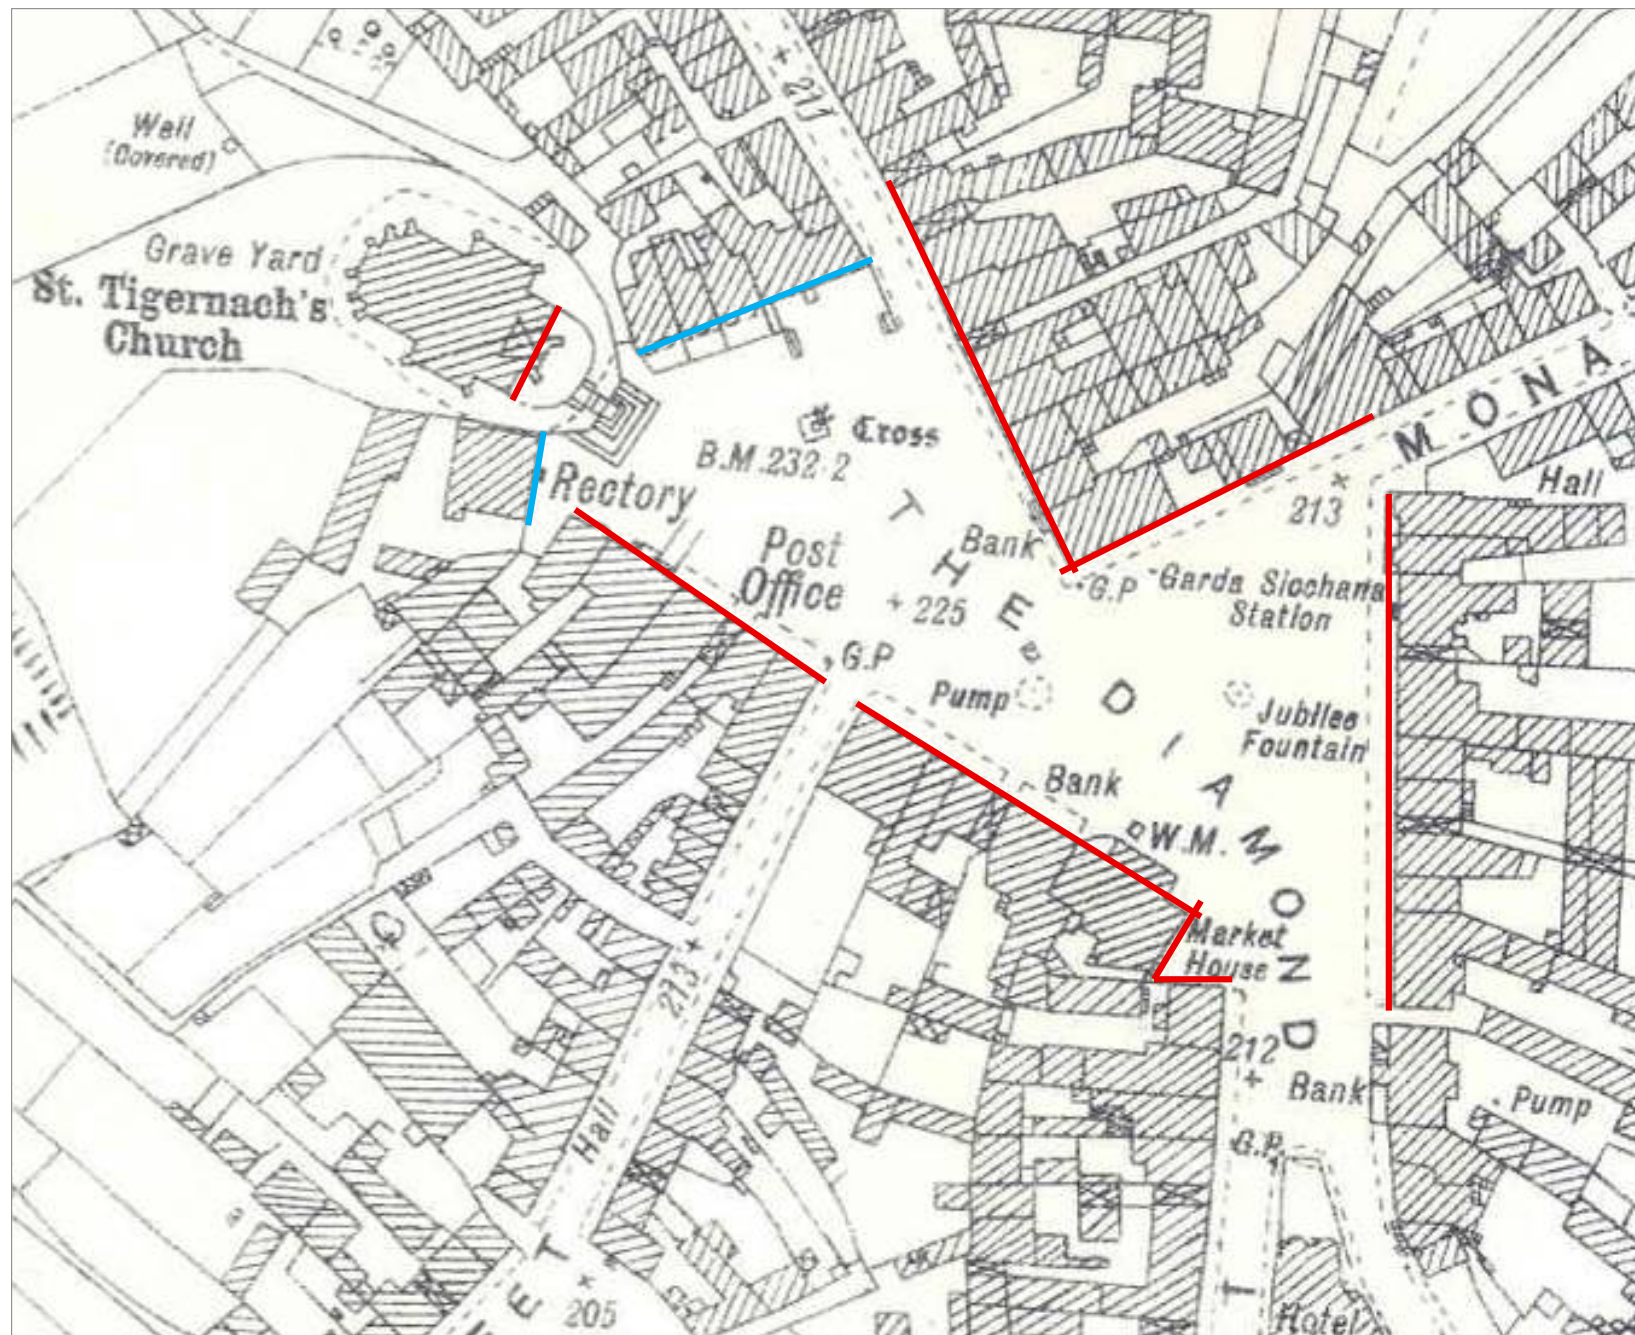 211
Well
(Covered)
Grave Yard
St. Tigernach's
Church
Cross
B.M.232·2
Rectory
Post
Office
Bank
G.P
225
G.P
Garda Siochana
Station
213
MONA
Hall
THE DIAMOND
Pump
Jubilee
Fountain
Bank
W.M.
Market
House
212
Bank
G.P.
Pump
213
Hall
ET
205
T
Hotel